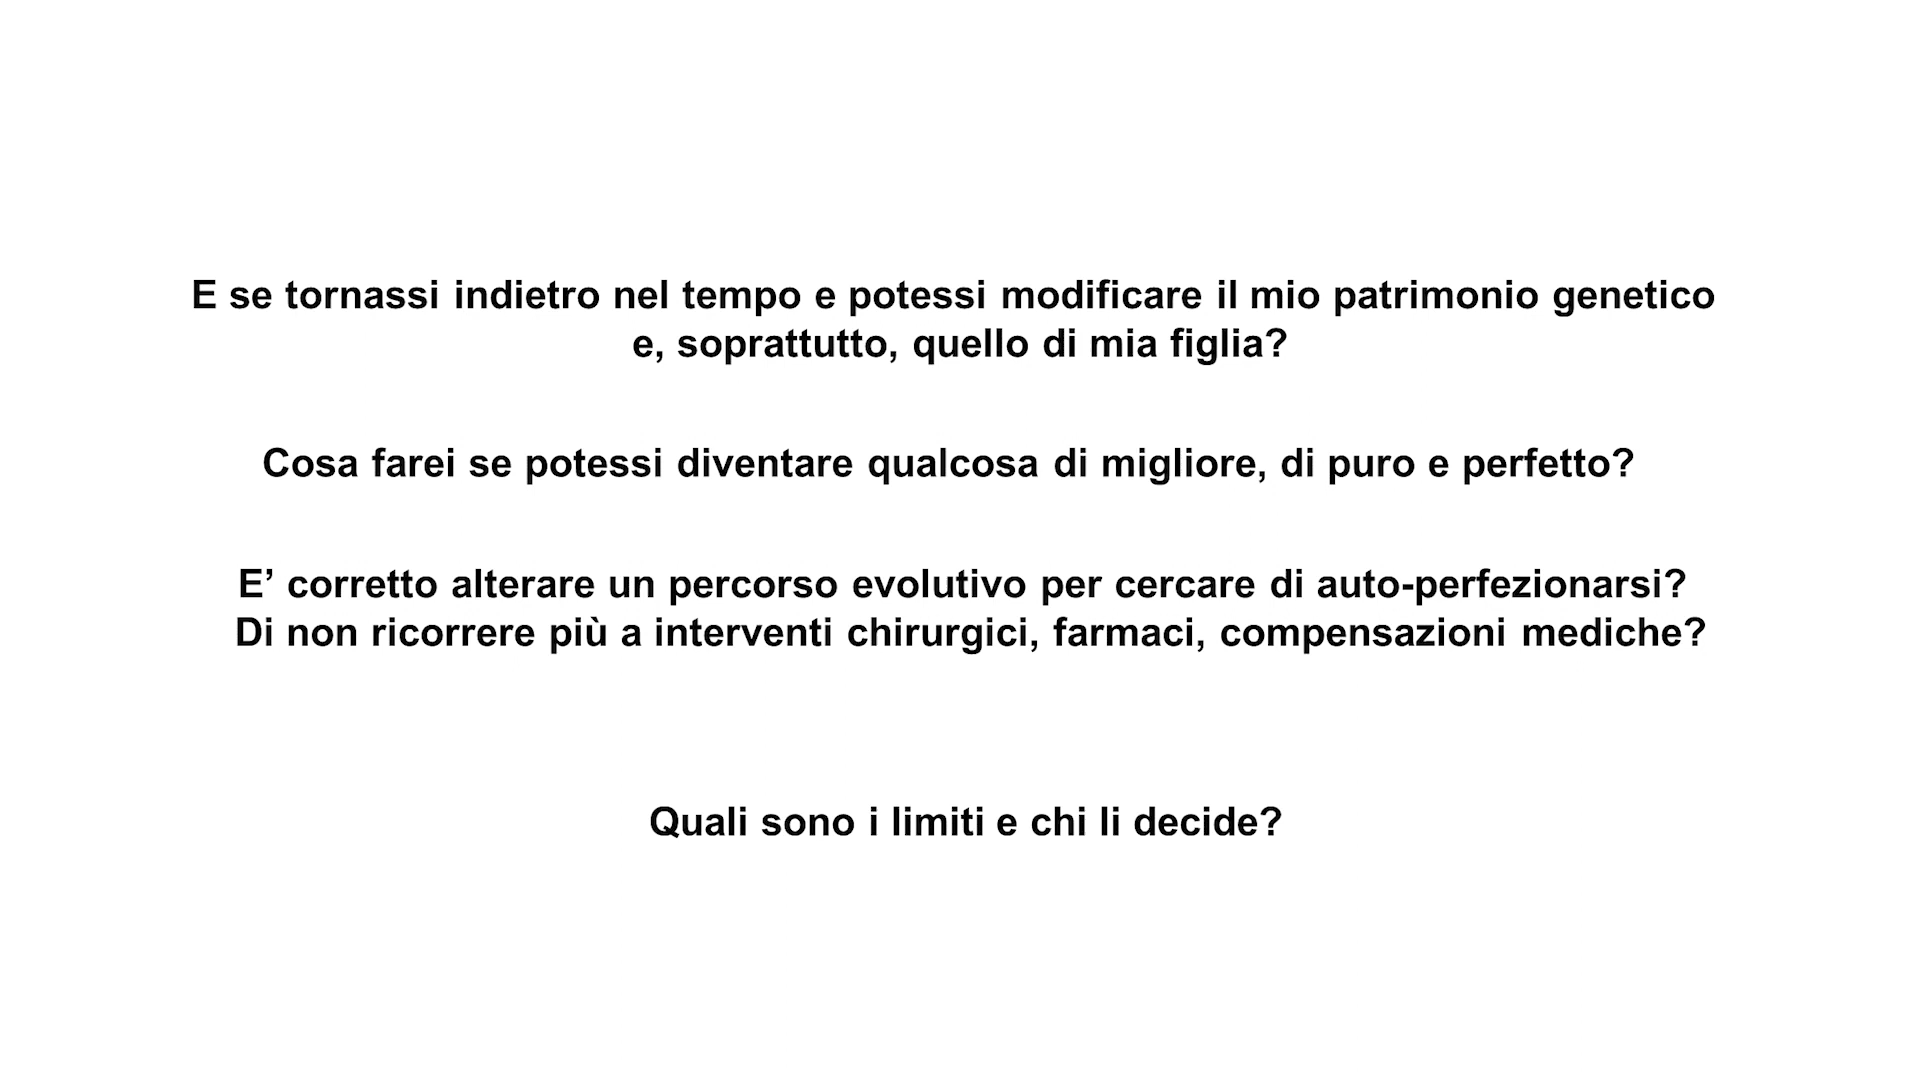 E se tornassi indietro nel tempo e potessi modificare il mio patrimonio genetico
e, soprattutto, quello di mia figlia?
Cosa farei se potessi diventare qualcosa di migliore, di puro e perfetto?
E’ corretto alterare un percorso evolutivo per cercare di auto-perfezionarsi?
Di non ricorrere più a interventi chirurgici, farmaci, compensazioni mediche?
Quali sono i limiti e chi li decide?